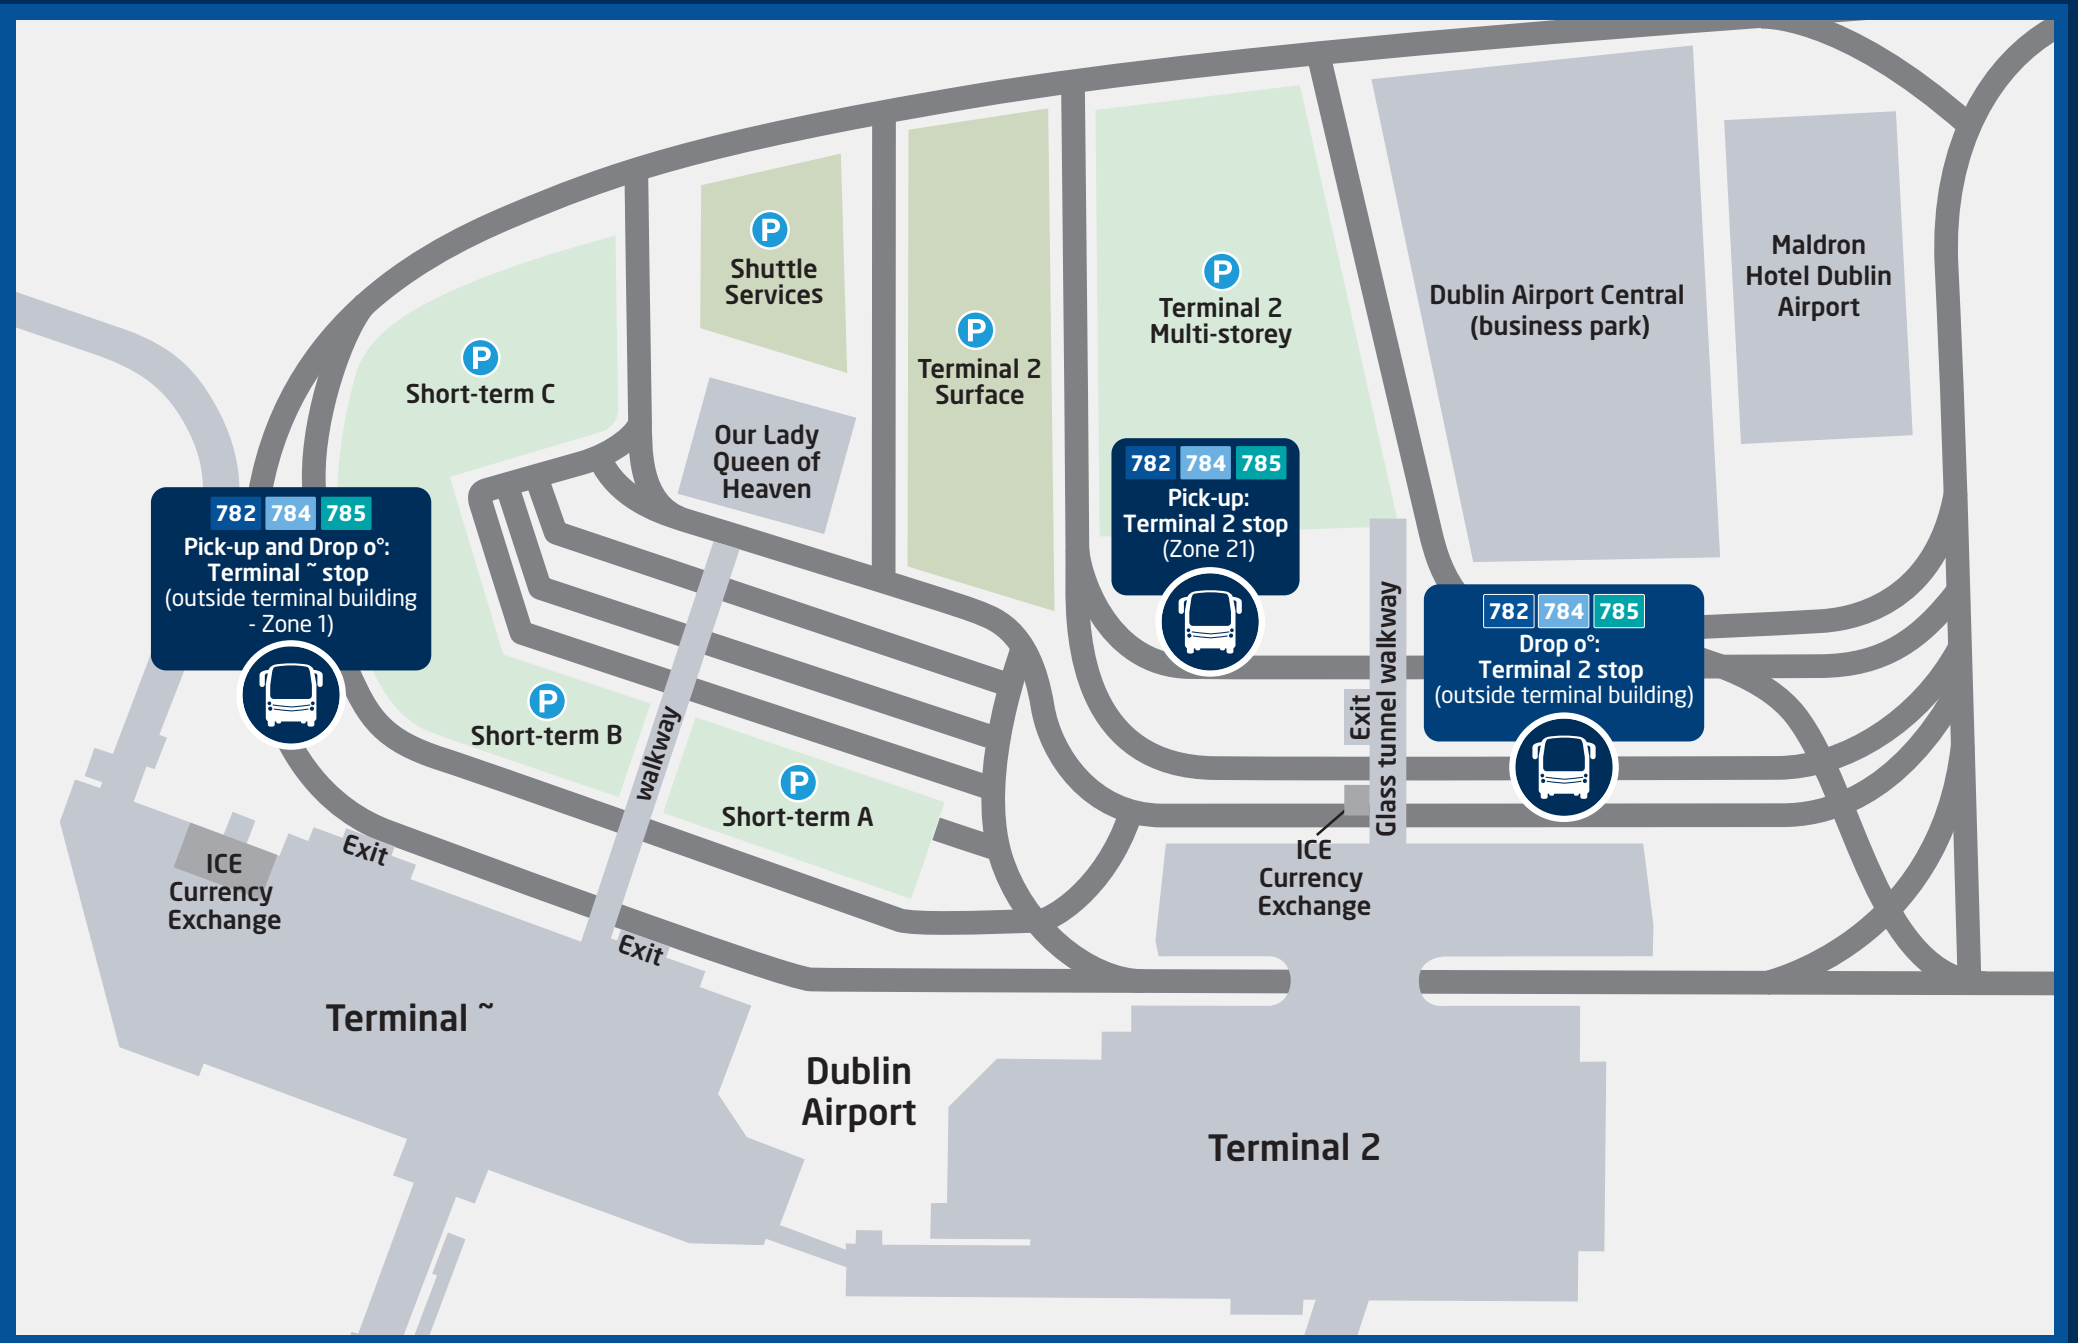 P
Shuttle
Services
P
Short-term C
P
Terminal 2
Surface
P
Terminal 2
Multi-storey
Dublin Airport Central
(business park)
Maldron
Hotel Dublin
Airport
Our Lady
Queen of
Heaven
782 784 785
Pick-up and Drop o°:
Terminal ~ stop
(outside terminal building
- Zone 1)
782 784 785
Pick-up:
Terminal 2 stop
(Zone 21)
782 784 785
Drop o°:
Terminal 2 stop
(outside terminal building)
P
Short-term B
walkway
P
Short-term A
Exit
Glass tunnel walkway
ICE
Currency
Exchange
Exit
ICE
Currency
Exchange
Exit
Terminal ~
Dublin
Airport
Terminal 2